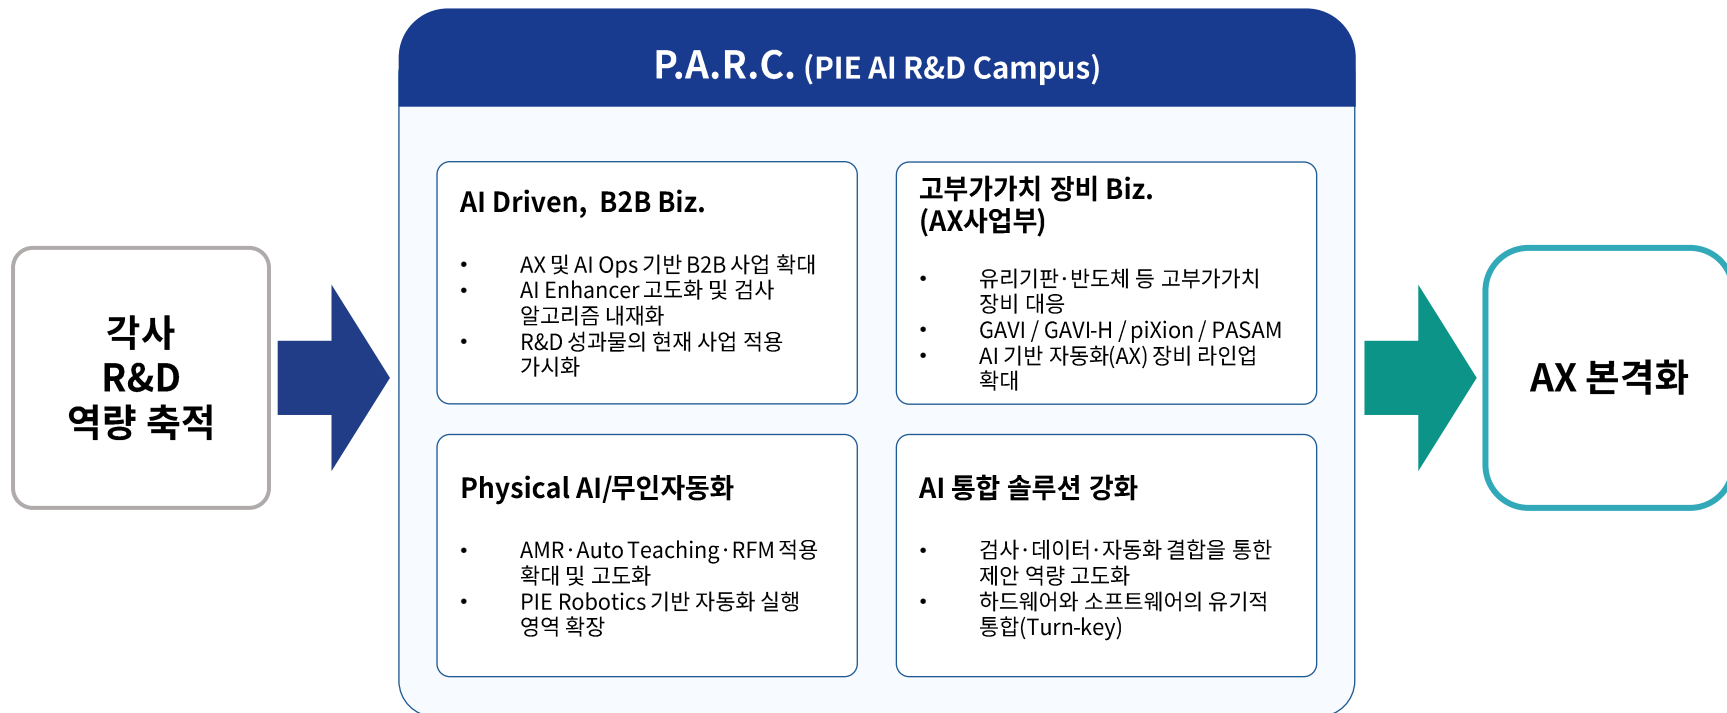 P.A.R.C. (PIE AI R&D Campus)
각사
R&D
역량 축적
AI Driven, B2B Biz.
• AX 및 AI Ops 기반 B2B 사업 확대
• AI Enhancer 고도화 및 검사
알고리즘 내재화
• R&D 성과물의 현재 사업 적용
가시화
고부가가치 장비 Biz.
(AX사업부)
• 유리기판·반도체 등 고부가가치
장비 대응
• GAVI / GAVI-H / piXion / PASAM
• AI 기반 자동화(AX) 장비 라인업
확대
Physical AI/무인자동화
• AMR·Auto Teaching·RFM 적용
확대 및 고도화
• PIE Robotics 기반 자동화 실행
영역 확장
AI 통합 솔루션 강화
• 검사·데이터·자동화 결합을 통한
제안 역량 고도화
• 하드웨어와 소프트웨어의 유기적
통합(Turn-key)
AX 본격화